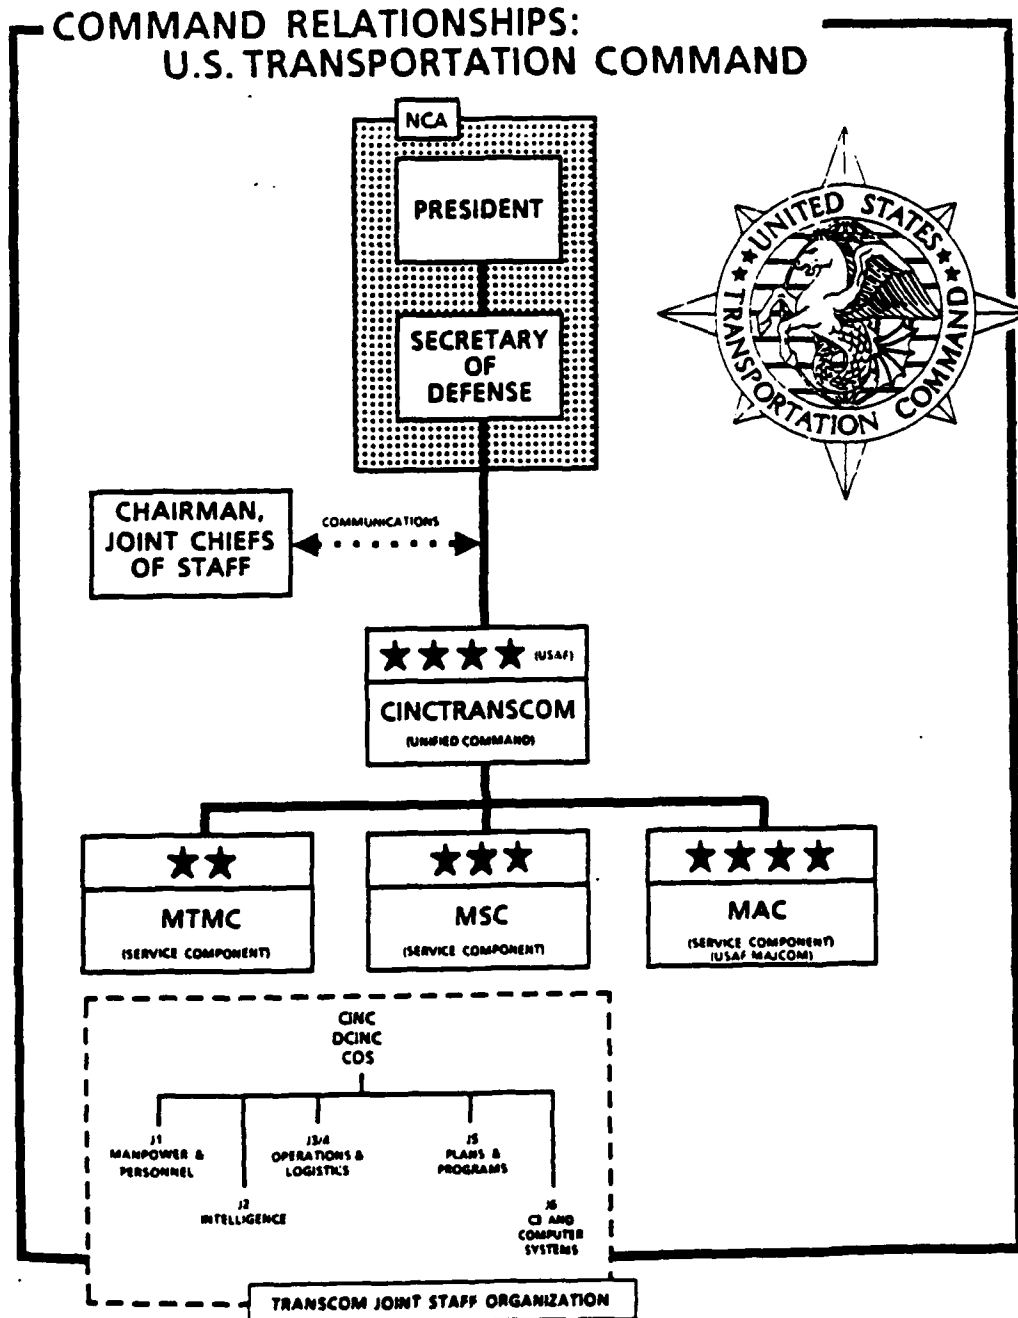 COMMAND RELATIONSHIPS:
U.S. TRANSPORTATION COMMAND
NCA
PRESIDENT
SECRETARY
OF
DEFENSE
UNITED STATES
TRANSPORTATION COMMAND
CHAIRMAN,
JOINT CHIEFS
OF STAFF
COMMUNICATIONS
(USAF)
CINCTRANSCOM
(UNIFIED COMMAND)
MTMC
(SERVICE COMPONENT)
MSC
(SERVICE COMPONENT)
MAC
(SERVICE COMPONENT)
(USAF MAJCOM)
CINC
DCINC
COS
J1
MANPOWER &
PERSONNEL
J2
INTELLIGENCE
J3/4
OPERATIONS &
LOGISTICS
J5
PLANS &
PROGRAMS
J6
C3 AND
COMPUTER
SYSTEMS
TRANSCOM JOINT STAFF ORGANIZATION